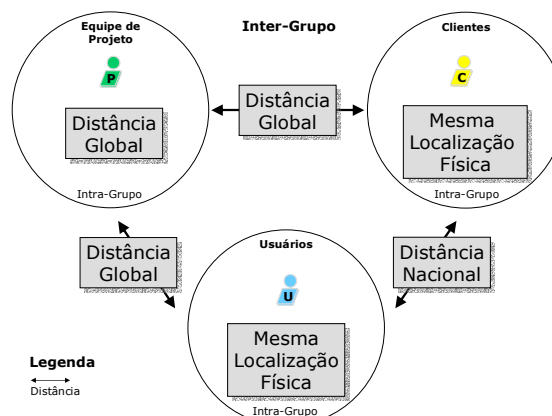 Equipe de
Projeto
P
Distância
Global
Intra-Grupo
Inter-Grupo
Distância
Global
Clientes
C
Mesma
Localização
Física
Intra-Grupo
Distância
Global
Usuários
U
Mesma
Localização
Física
Intra-Grupo
Distância
Nacional
Legenda
Distância